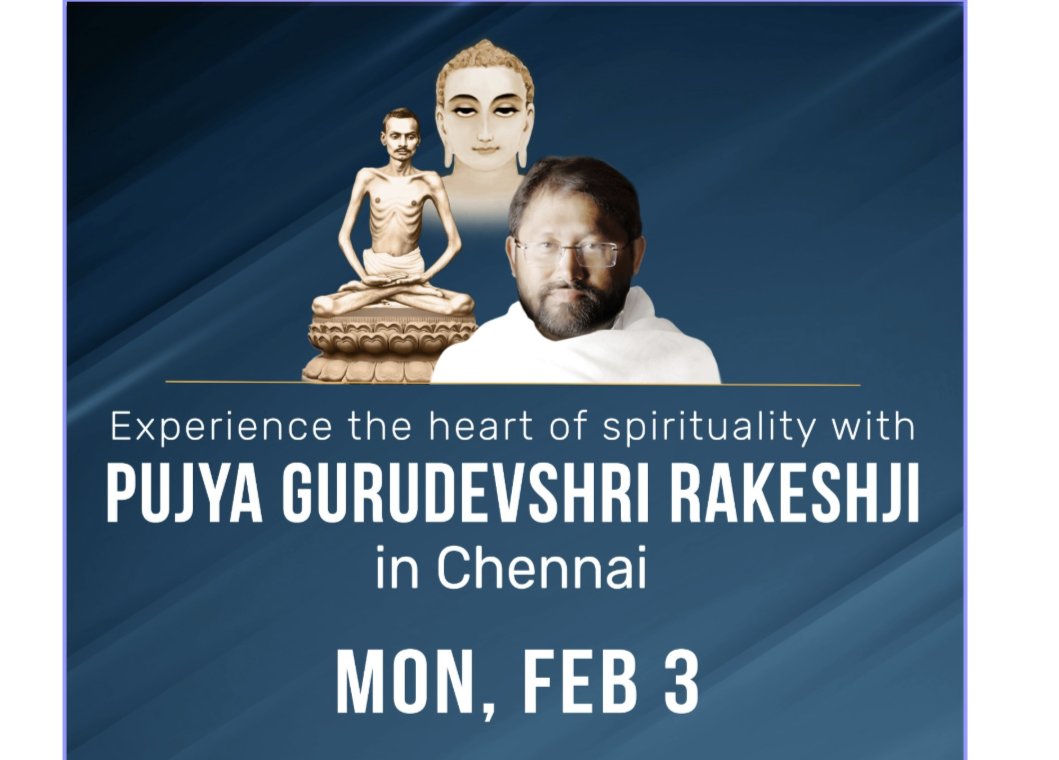 Experience the heart of spirituality with
PUJYA GURUDEVSHRI RAKESHJI
in Chennai
MON, FEB 3